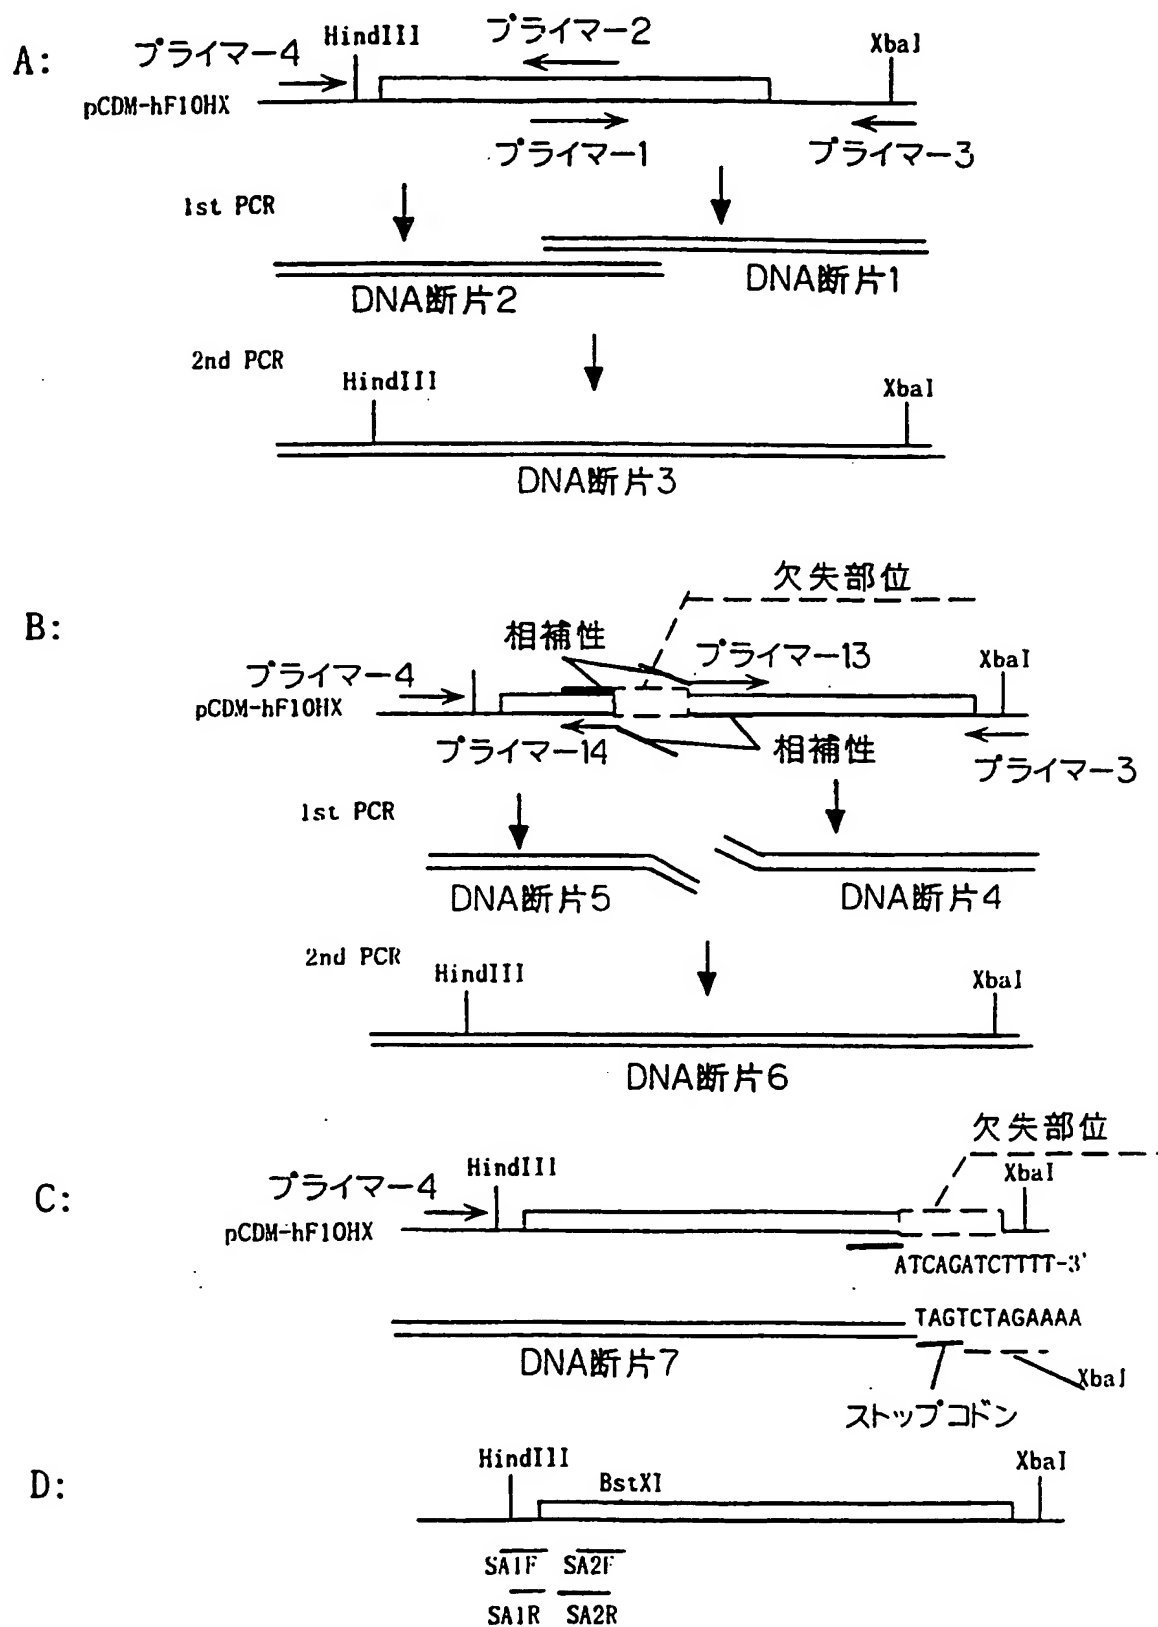 A:
プライマー4
HindIII
プライマー2
XbaI
pCDM-hF10HX
プライマー1
プライマー3
1st PCR
DNA断片2
DNA断片1
2nd PCR
HindIII
XbaI
DNA断片3
B:
欠失部位
相補性
プライマー13
XbaI
プライマー4
pCDM-hF10HX
プライマー14
相補性
プライマー3
1st PCR
DNA断片5
DNA断片4
2nd PCR
HindIII
XbaI
DNA断片6
C:
欠失部位
プライマー4
HindIII
XbaI
pCDM-hF10HX
ATCAGATCTTTT-3'
TAGTCTAGAAAA
DNA断片7
XbaI
ストップコドン
D:
HindIII
BstXI
XbaI
SA1F SA2F
SA1R SA2R